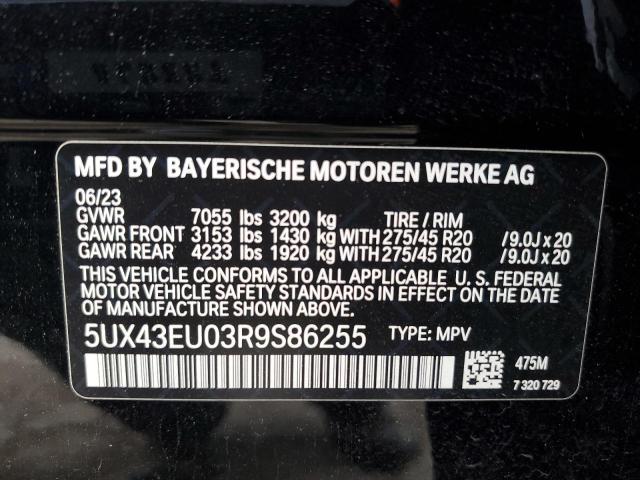 MFD BY BAYERISCHE MOTOREN WERKE AG
06/23
GVWR 7055 lbs 3200 kg TIRE / RIM
GAWR FRONT 3153 lbs 1430 kg WITH 275/45 R20 /9.0J x 20
GAWR REAR 4233 lbs 1920 kg WITH 275/45 R20 /9.0J x 20
THIS VEHICLE CONFORMS TO ALL APPLICABLE U. S. FEDERAL
MOTOR VEHICLE SAFETY STANDARDS IN EFFECT ON THE DATE
OF MANUFACTURE SHOWN ABOVE.
5UX43EU03R9S86255 TYPE: MPV
475M
7 320 729